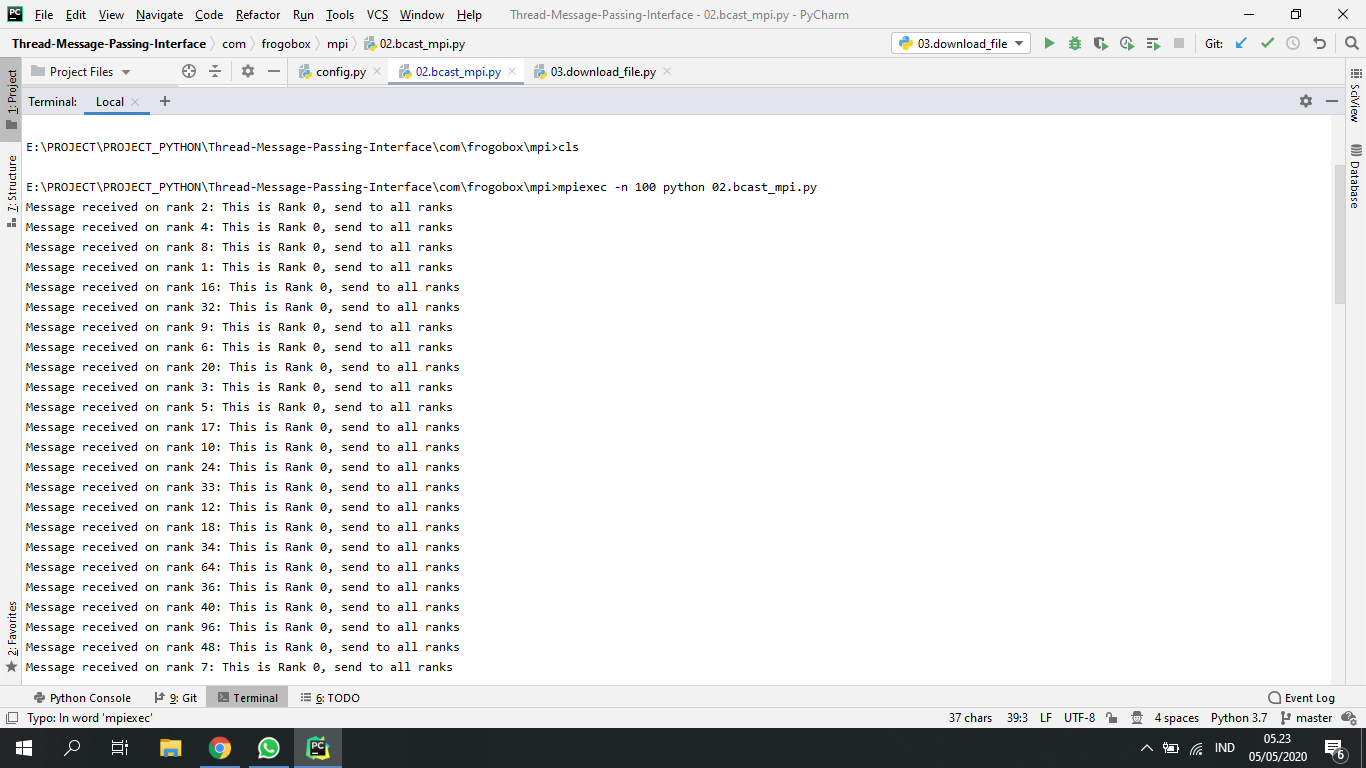 File Edit View Navigate Code Refactor Run Tools VCS Window Help Thread-Message-Passing-Interface - 02.bcast_mpi.py - PyCharm
Thread-Message-Passing-Interface com frogobox mpi 02.bcast_mpi.py 03.download_file Git:
Project Files config.py 02.bcast_mpi.py 03.download_file.py
1: Project
7: Structure
2: Favorites
SciView
Database
Terminal: Local
E:\PROJECT\PROJECT_PYTHON\Thread-Message-Passing-Interface\com\frogobox\mpi>cls
E:\PROJECT\PROJECT_PYTHON\Thread-Message-Passing-Interface\com\frogobox\mpi>mpiexec -n 100 python 02.bcast_mpi.py
Message received on rank 2: This is Rank 0, send to all ranks
Message received on rank 4: This is Rank 0, send to all ranks
Message received on rank 8: This is Rank 0, send to all ranks
Message received on rank 1: This is Rank 0, send to all ranks
Message received on rank 16: This is Rank 0, send to all ranks
Message received on rank 32: This is Rank 0, send to all ranks
Message received on rank 9: This is Rank 0, send to all ranks
Message received on rank 6: This is Rank 0, send to all ranks
Message received on rank 20: This is Rank 0, send to all ranks
Message received on rank 3: This is Rank 0, send to all ranks
Message received on rank 5: This is Rank 0, send to all ranks
Message received on rank 17: This is Rank 0, send to all ranks
Message received on rank 10: This is Rank 0, send to all ranks
Message received on rank 24: This is Rank 0, send to all ranks
Message received on rank 33: This is Rank 0, send to all ranks
Message received on rank 12: This is Rank 0, send to all ranks
Message received on rank 18: This is Rank 0, send to all ranks
Message received on rank 34: This is Rank 0, send to all ranks
Message received on rank 64: This is Rank 0, send to all ranks
Message received on rank 36: This is Rank 0, send to all ranks
Message received on rank 40: This is Rank 0, send to all ranks
Message received on rank 96: This is Rank 0, send to all ranks
Message received on rank 48: This is Rank 0, send to all ranks
Message received on rank 7: This is Rank 0, send to all ranks
Python Console 9: Git Terminal 6: TODO Event Log
Typo: In word 'mpiexec' 37 chars 39:3 LF UTF-8 4 spaces Python 3.7 master
IND 05.23
05/05/2020 6